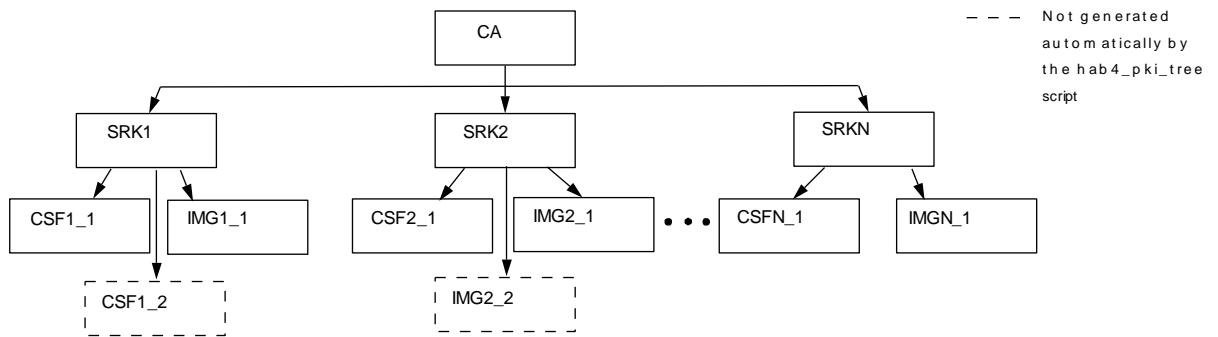 CA
Not generated
automatically by
the hab4_pki_tree
script
SRK1
SRK2
SRKN
CSF1_1
IMG1_1
CSF2_1
IMG2_1
CSFN_1
IMGN_1
CSF1_2
IMG2_2